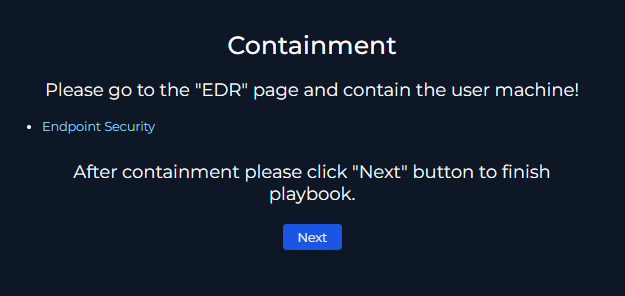 Containment
Please go to the "EDR" page and contain the user machine!
Endpoint Security
After containment please click "Next" button to finish
playbook.
Next